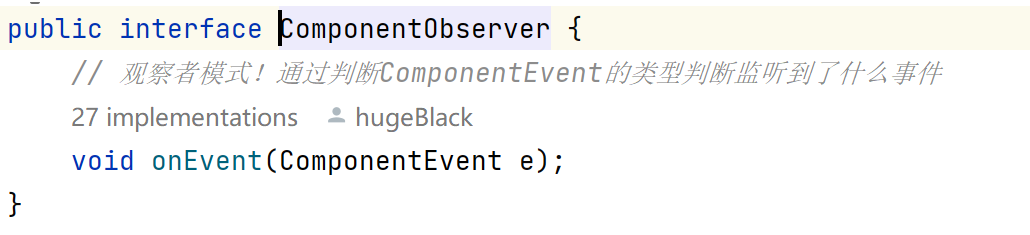 public interface ComponentObserver {
// 观察者模式！通过判断ComponentEvent的类型判断监听到了什么事件
27 implementations hugeBlack
void onEvent(ComponentEvent e);
}